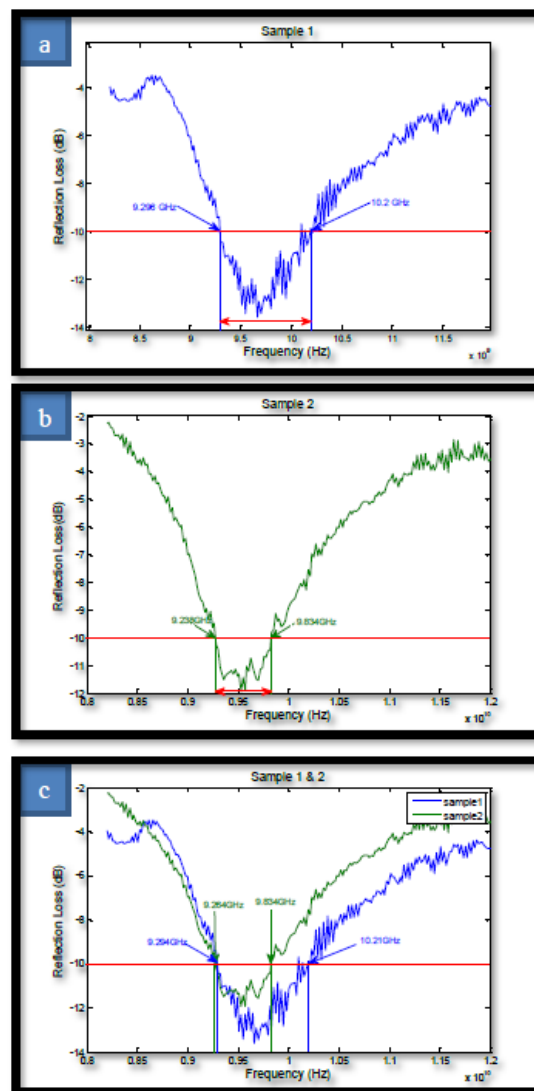 a
Sample 1
Reflection Loss (dB)
-4
-6
-8
-10
-12
-14
9.296 GHz
10.2 GHz
8
8.5
9
9.5
10
10.5
11
11.5
12
Frequency (Hz)
x 10⁹
b
Sample 2
Reflection Loss(dB)
-2
-3
-4
-5
-6
-7
-8
-9
-10
-11
-12
9.238GHz
9.834GHz
0.8
0.85
0.9
0.95
1
1.05
1.1
1.15
1.2
Frequency (Hz)
x 10¹⁰
c
Sample 1 & 2
sample1
sample2
Reflection Loss (dB)
-2
-4
-6
-8
-10
-12
-14
9.264GHz
9.834GHz
9.294GHz
10.21GHz
0.8
0.85
0.9
0.95
1
1.05
1.1
1.15
1.2
Frequency (Hz)
x 10¹⁰